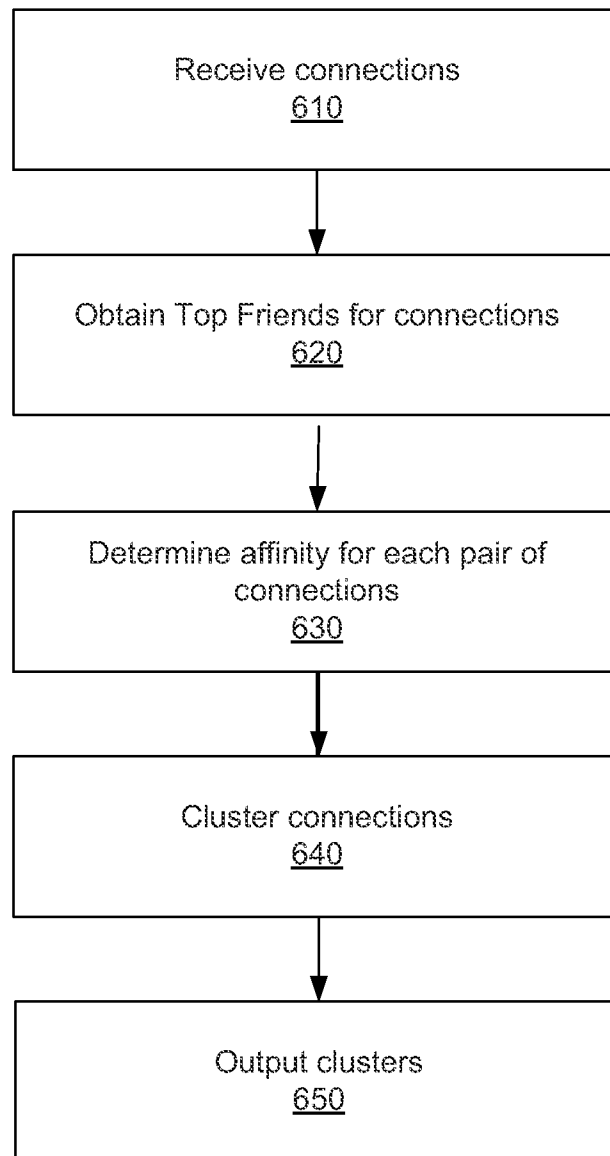 Receive connections
610
Obtain Top Friends for connections
620
Determine affinity for each pair of
connections
630
Cluster connections
640
Output clusters
650